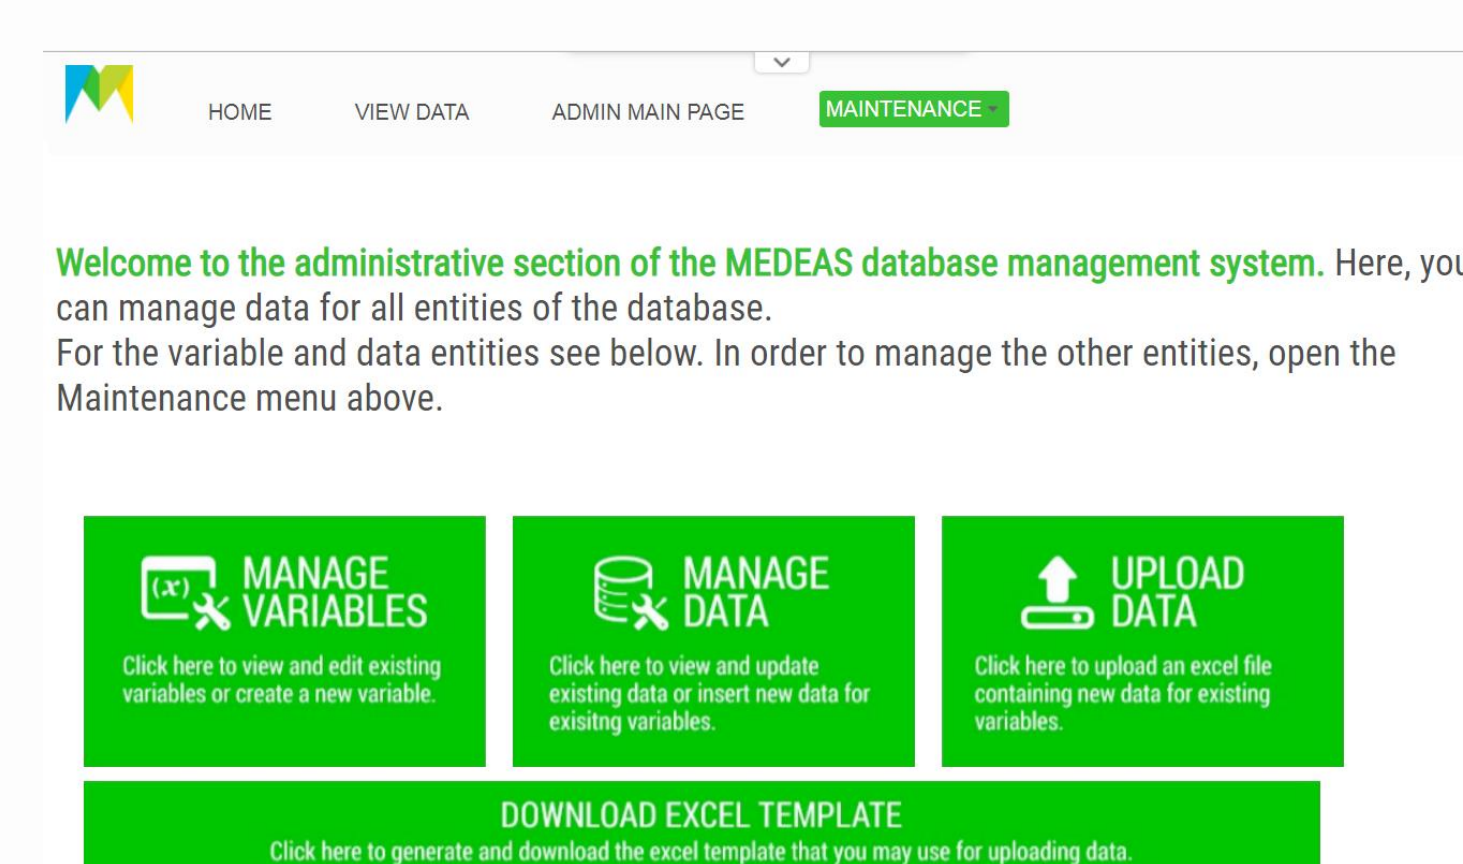 HOME VIEW DATA ADMIN MAIN PAGE MAINTENANCE
Welcome to the administrative section of the MEDEAS database management system. Here, you
can manage data for all entities of the database.
For the variable and data entities see below. In order to manage the other entities, open the
Maintenance menu above.
(x) MANAGE
VARIABLES
Click here to view and edit existing
variables or create a new variable.
MANAGE
DATA
Click here to view and update
existing data or insert new data for
exisitng variables.
UPLOAD
DATA
Click here to upload an excel file
containing new data for existing
variables.
DOWNLOAD EXCEL TEMPLATE
Click here to generate and download the excel template that you may use for uploading data.